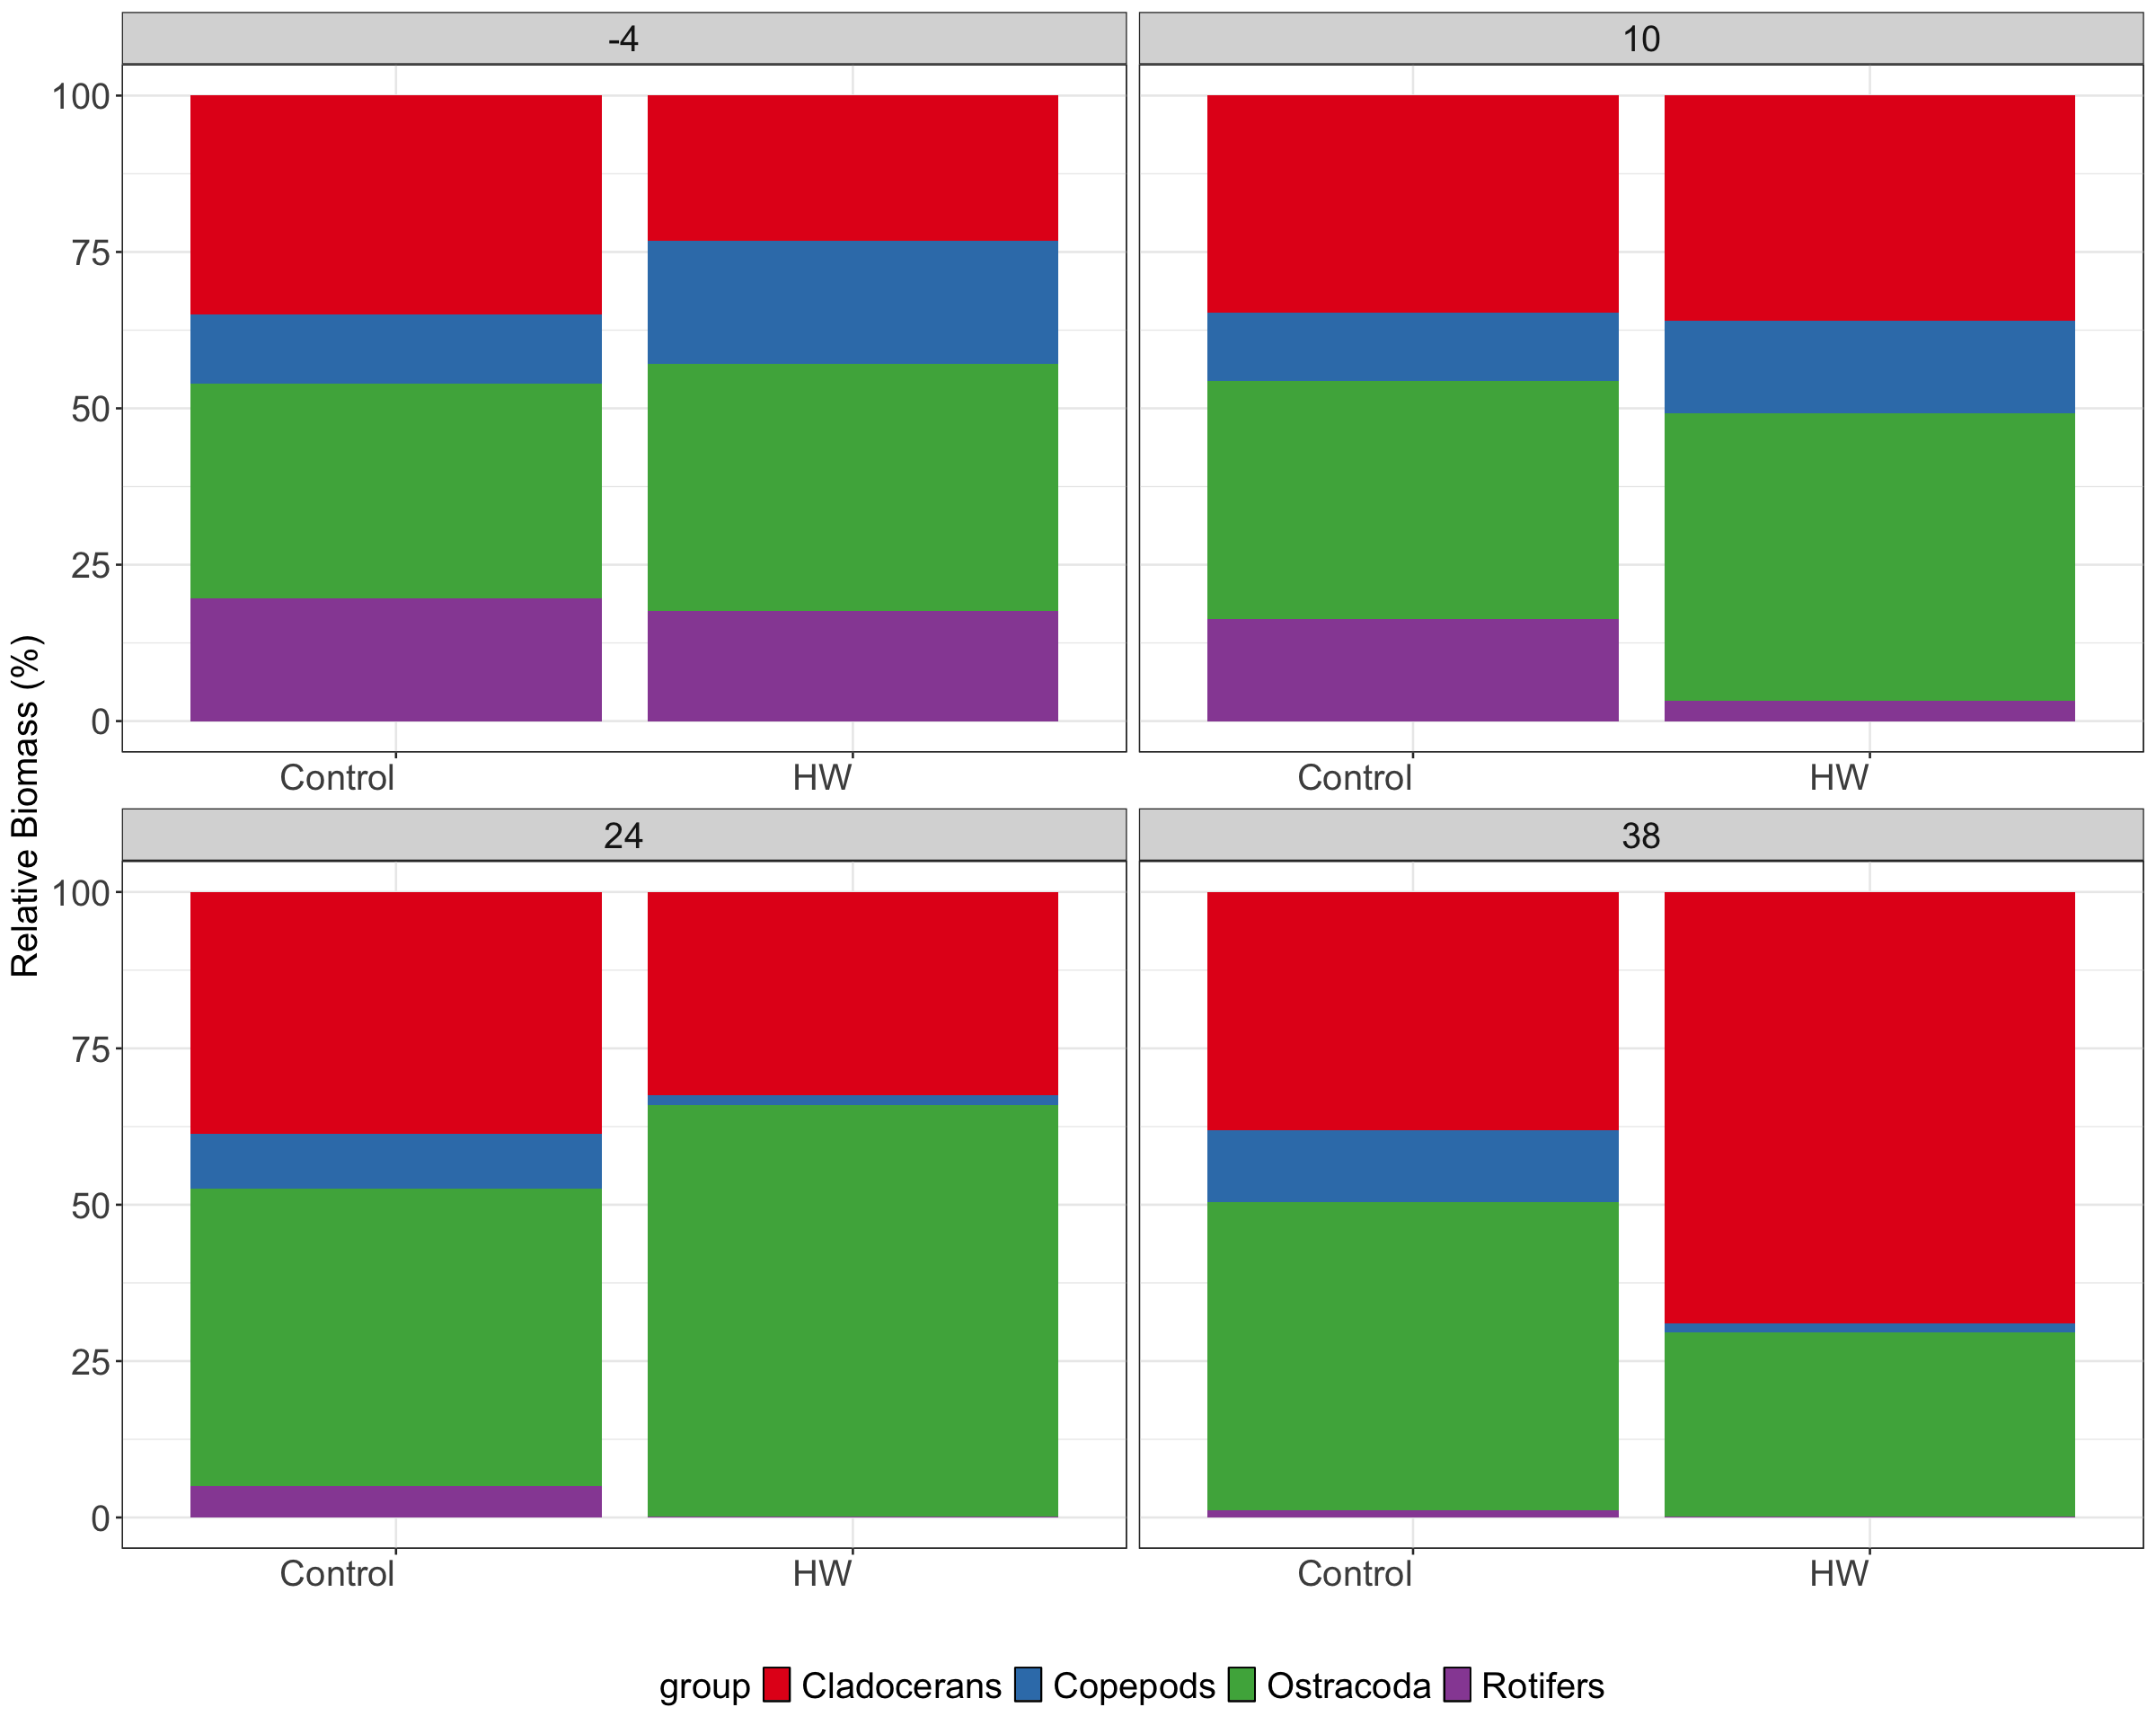 -4
10
100
75
50
25
0
Control HW
Control HW
24
38
100
75
50
25
0
Control HW
Control HW
Relative Biomass (%)
group Cladocerans Copepods Ostracoda Rotifers